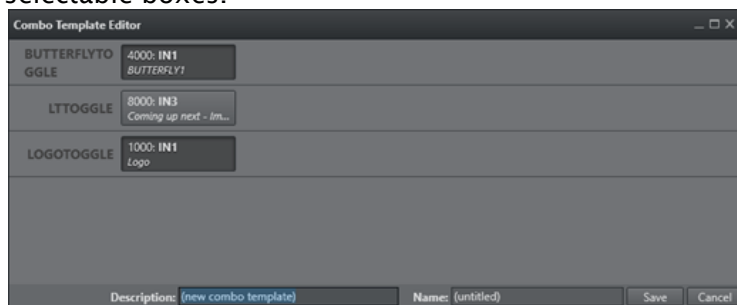 selectable boxes.
Combo Template Editor
BUTTERFLYTO
GGLE
4000: IN1
BUTTERFLY1
LTTOGGLE
8000: IN3
Coming up next - Im...
LOGOTOGGLE
1000: IN1
Logo
Description: (new combo template) Name: (untitled) Save Cancel